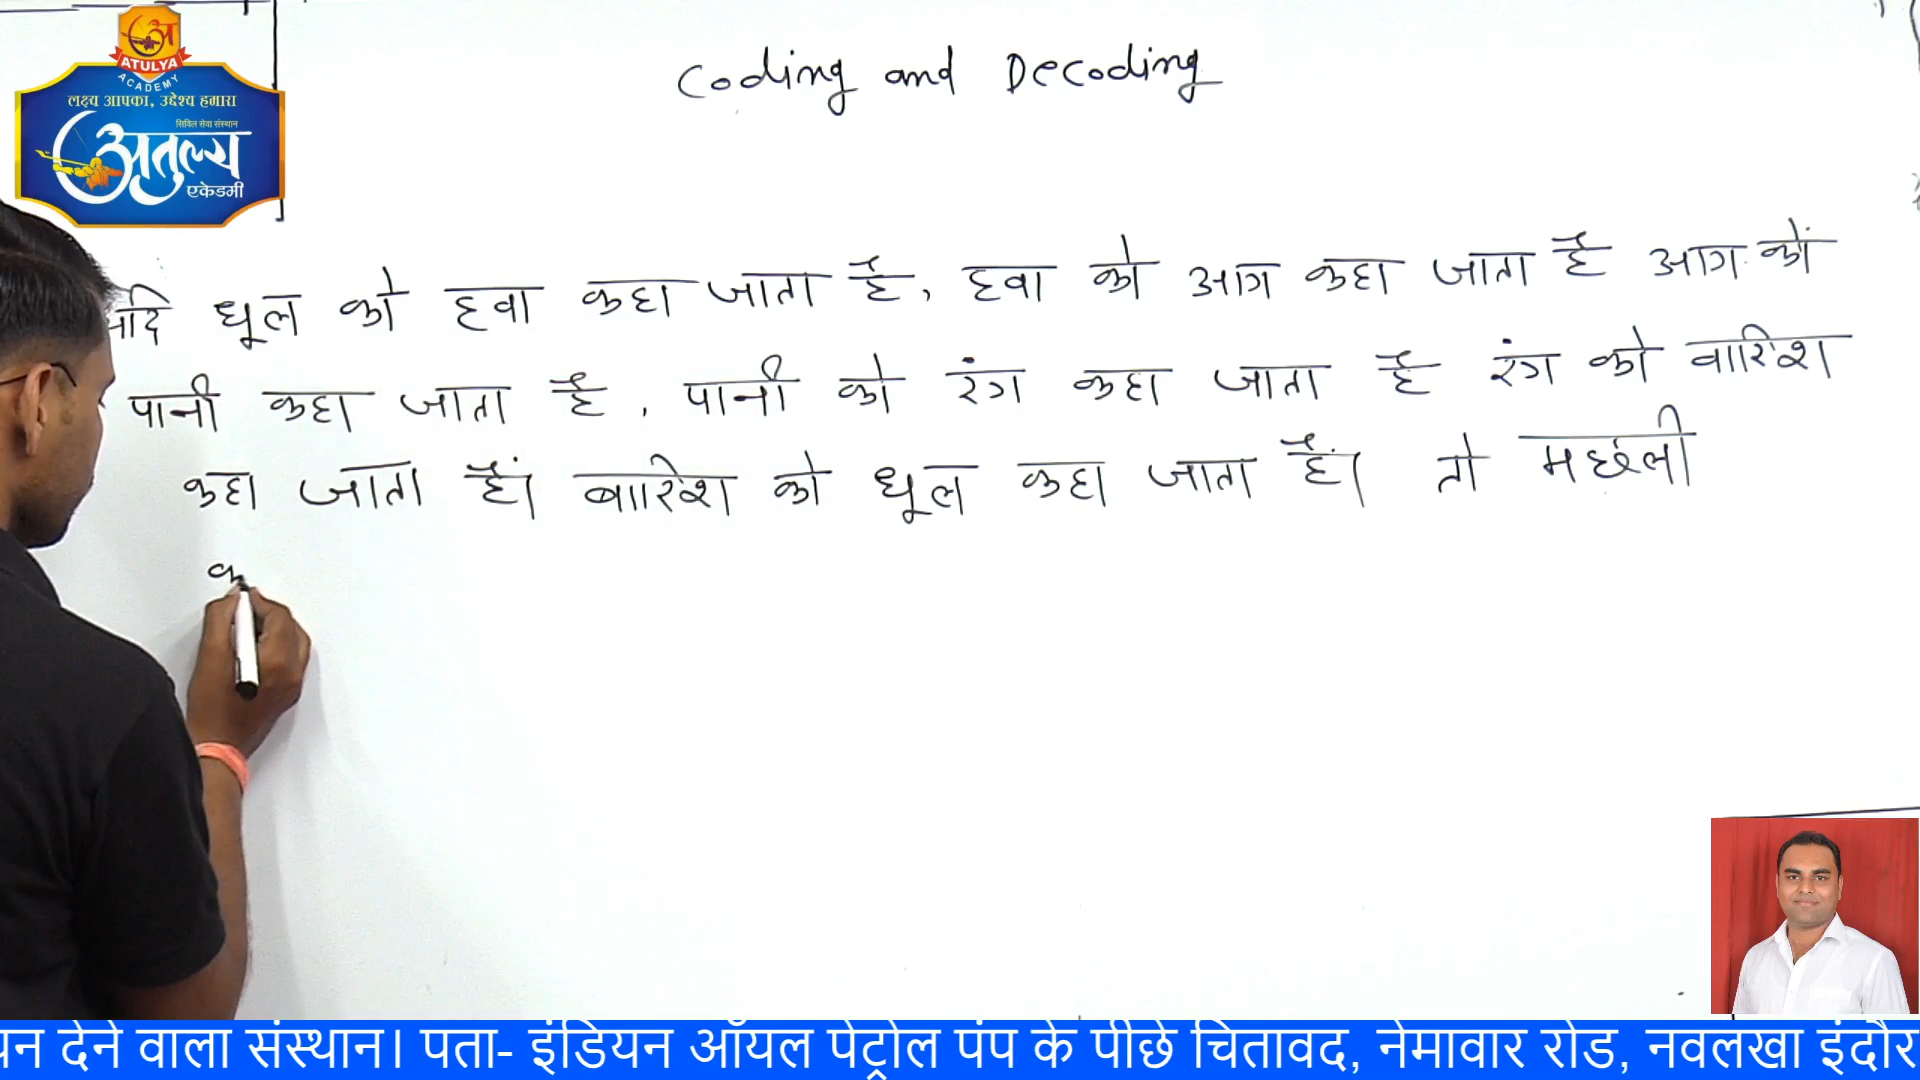 ATULYA
ACADEMY
लक्ष्य आपका, उद्देश्य हमारा
सिविल सेवा संस्थान
अतुल्य
एकेडमी
Coding and Decoding
यदि धूल को हवा कहा जाता है, हवा को आग कहा जाता है आग को
पानी कहा जाता है, पानी को रंग कहा जाता है रंग को बारिश
कहा जाता हैं। बारिश को धूल कहा जाता हैं। तो मछली
देने वाला संस्थान। पता- इंडियन ऑयल पेट्रोल पंप के पीछे चितावद, नेमावार रोड, नवलखा इंदौर